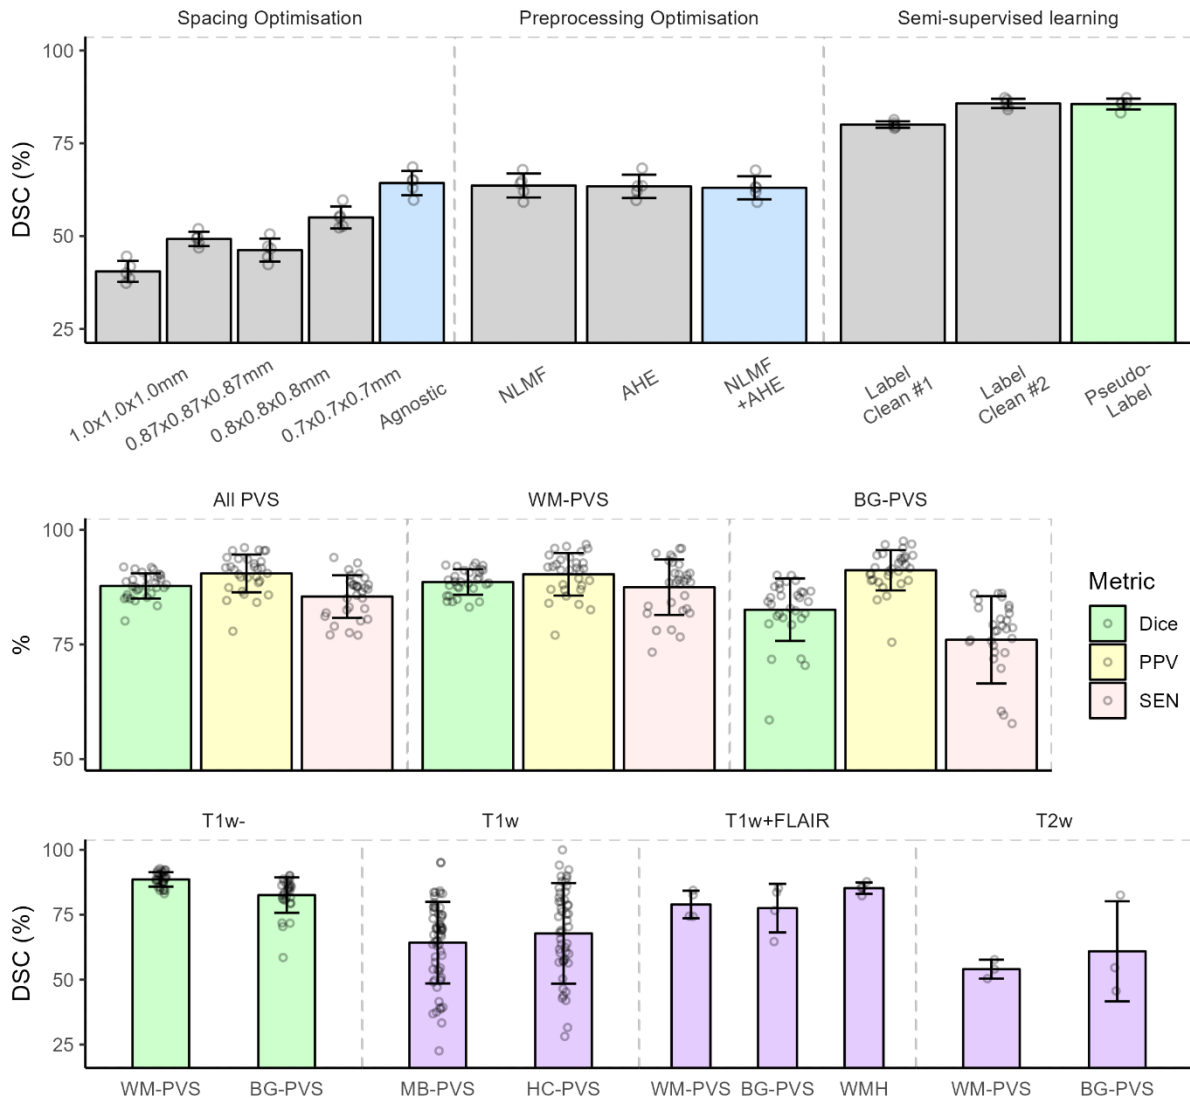 Spacing Optimisation Preprocessing Optimisation Semi-supervised learning
100
75
50
25
DSC (%)
1.0x1.0x1.0mm 0.87x0.87x0.87mm 0.8x0.8x0.8mm 0.7x0.7x0.7mm Agnostic NLMF AHE NLMF +AHE Label Clean #1 Label Clean #2 Pseudo-Label
All PVS WM-PVS BG-PVS
100
75
50
%
Metric
Dice
PPV
SEN
T1w- T1w T1w+FLAIR T2w
100
75
50
25
DSC (%)
WM-PVS BG-PVS MB-PVS HC-PVS WM-PVS BG-PVS WMH WM-PVS BG-PVS